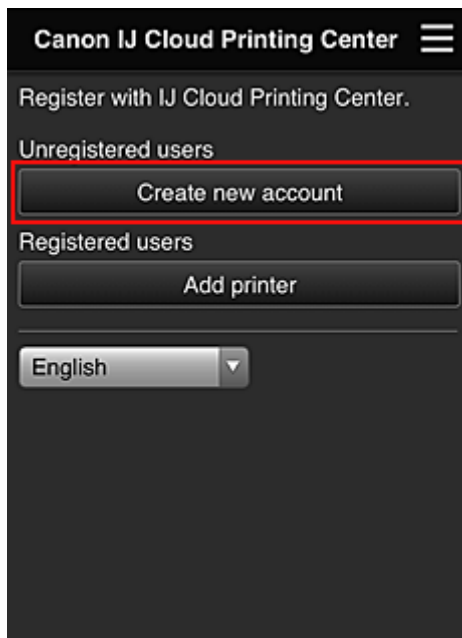 Canon IJ Cloud Printing Center
Register with IJ Cloud Printing Center.
Unregistered users
Create new account
Registered users
Add printer
English